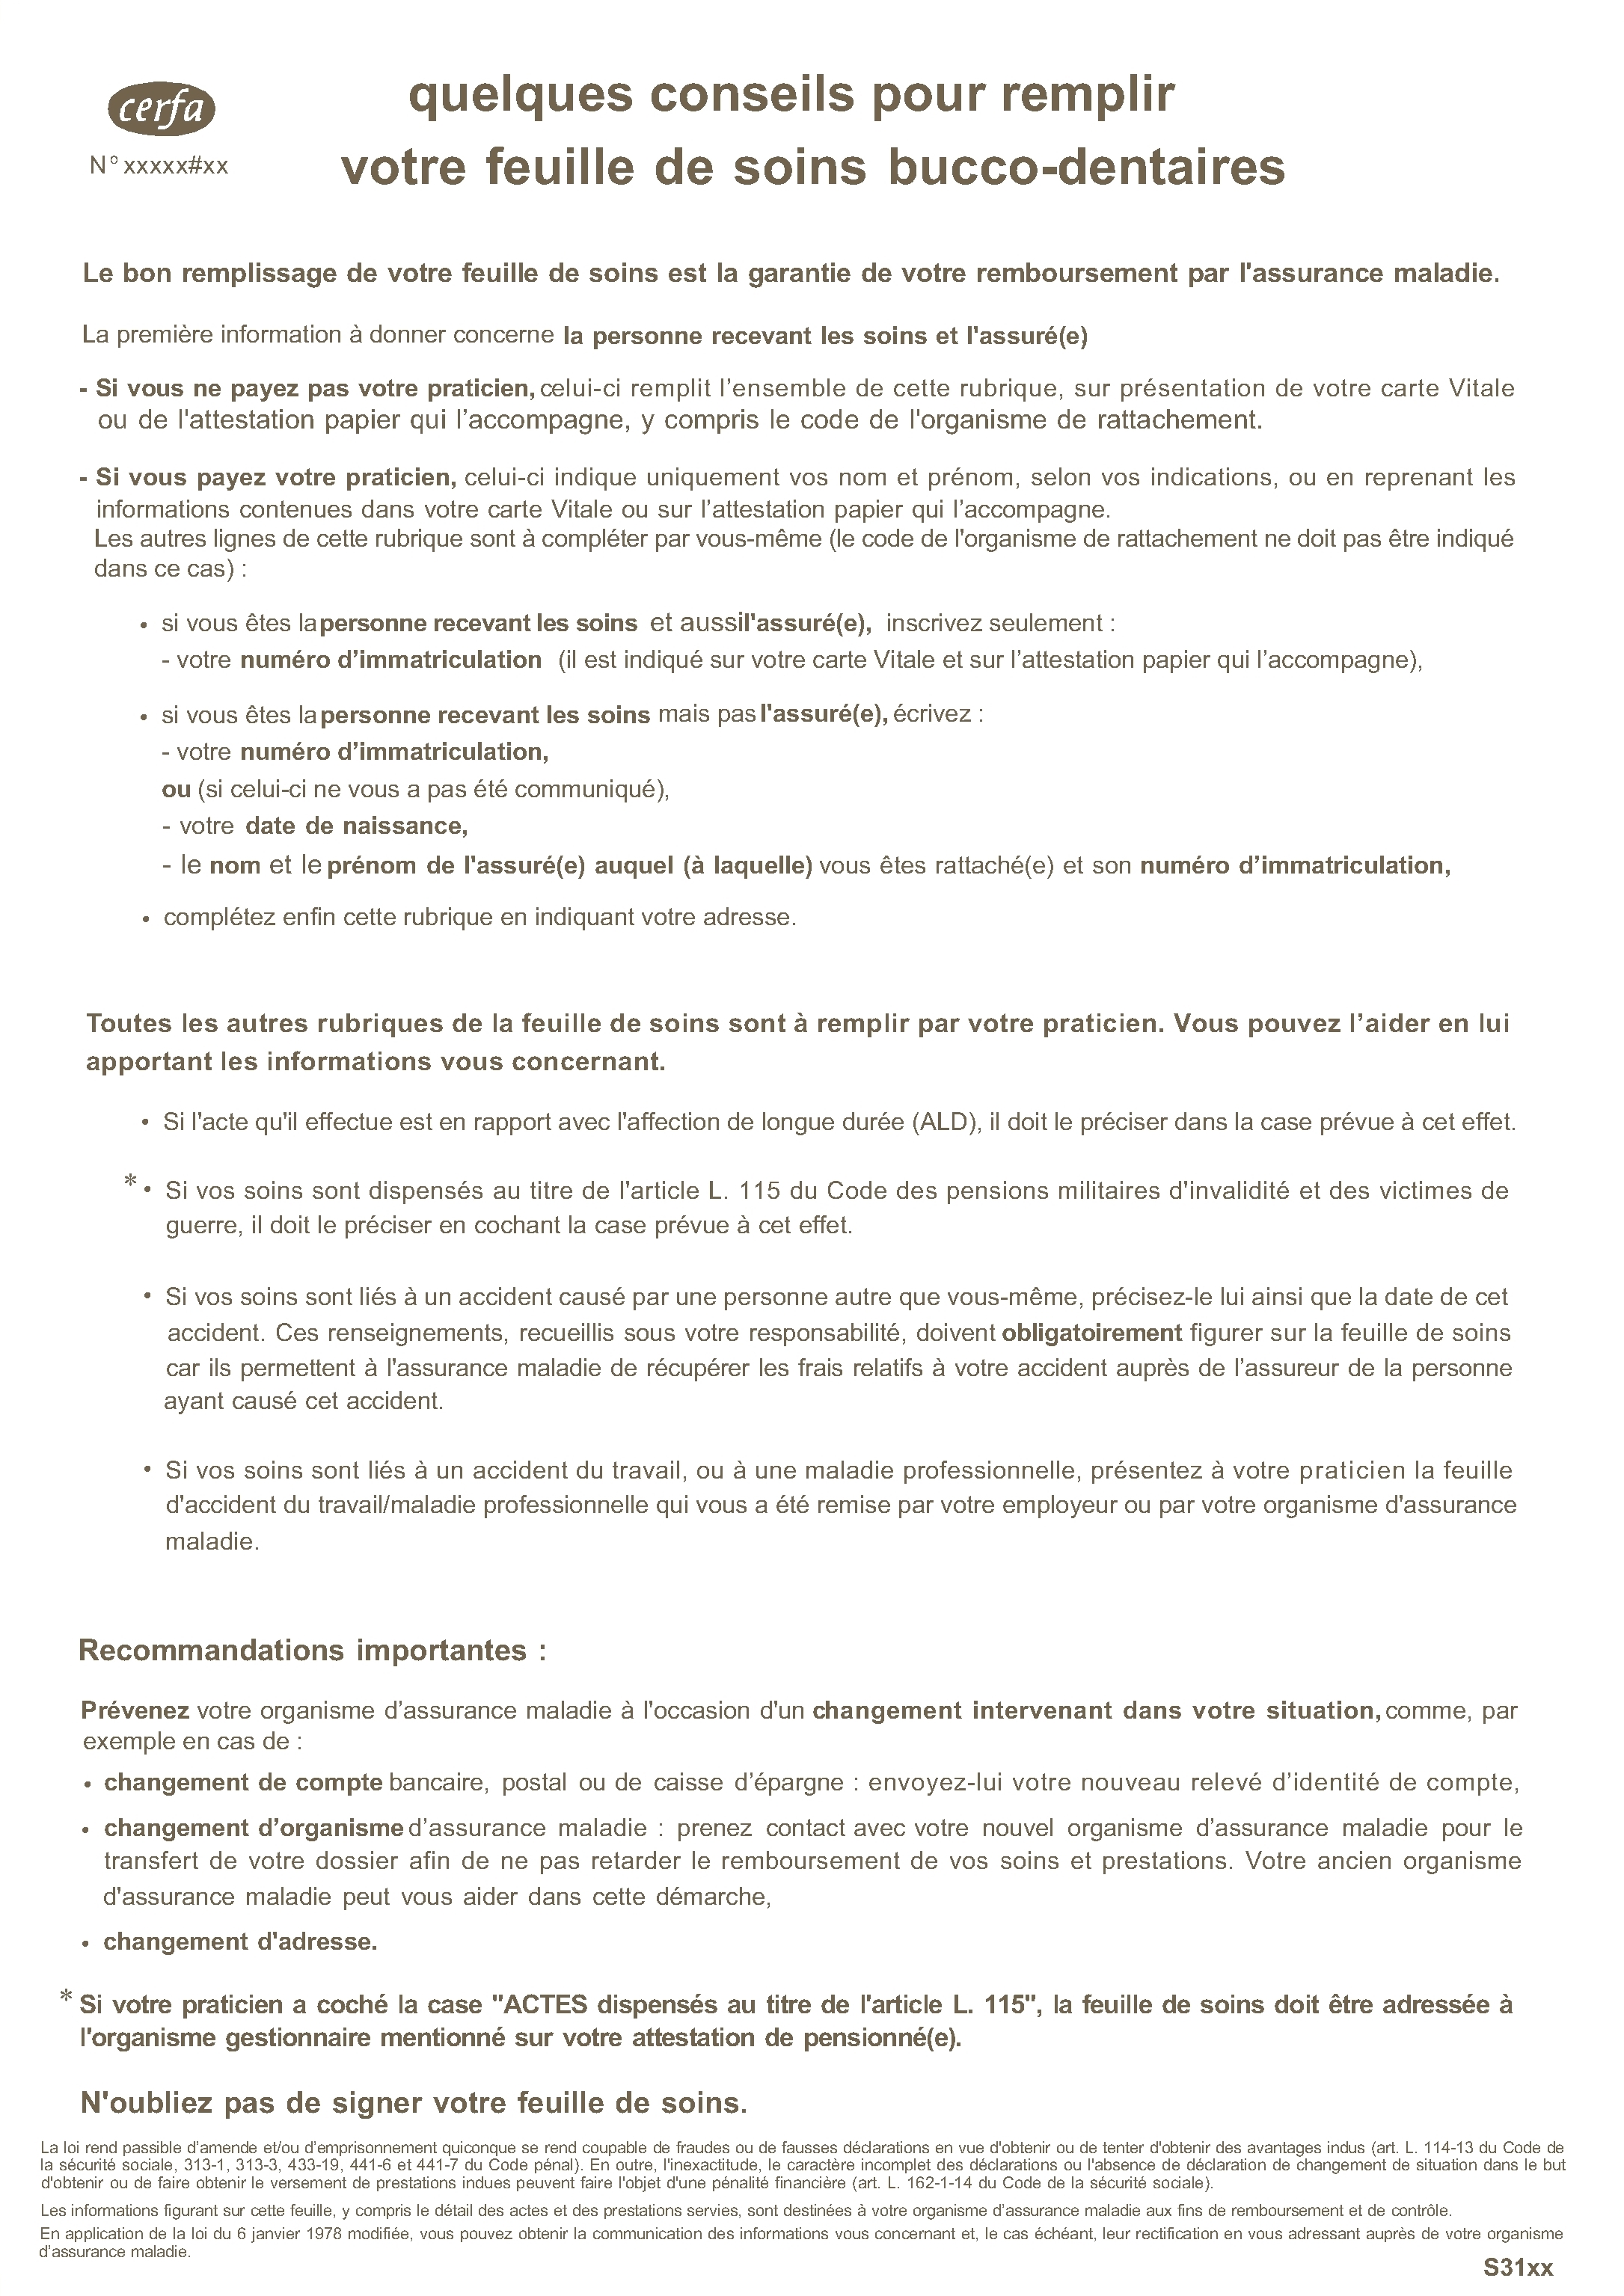 cerfa
N° xxxxx#xx
quelques conseils pour remplir
votre feuille de soins bucco-dentaires
Le bon remplissage de votre feuille de soins est la garantie de votre remboursement par l'assurance maladie.
La première information à donner concerne la personne recevant les soins et l'assuré(e)
- Si vous ne payez pas votre praticien, celui-ci remplit l’ensemble de cette rubrique, sur présentation de votre carte Vitale
ou de l'attestation papier qui l’accompagne, y compris le code de l'organisme de rattachement.
- Si vous payez votre praticien, celui-ci indique uniquement vos nom et prénom, selon vos indications, ou en reprenant les
informations contenues dans votre carte Vitale ou sur l’attestation papier qui l’accompagne.
Les autres lignes de cette rubrique sont à compléter par vous-même (le code de l'organisme de rattachement ne doit pas être indiqué
dans ce cas) :
• si vous êtes la personne recevant les soins et aussi l'assuré(e), inscrivez seulement :
- votre numéro d’immatriculation (il est indiqué sur votre carte Vitale et sur l’attestation papier qui l’accompagne),
• si vous êtes la personne recevant les soins mais pas l'assuré(e), écrivez :
- votre numéro d’immatriculation,
ou (si celui-ci ne vous a pas été communiqué),
- votre date de naissance,
- le nom et le prénom de l'assuré(e) auquel (à laquelle) vous êtes rattaché(e) et son numéro d’immatriculation,
• complétez enfin cette rubrique en indiquant votre adresse.
Toutes les autres rubriques de la feuille de soins sont à remplir par votre praticien. Vous pouvez l’aider en lui
apportant les informations vous concernant.
• Si l'acte qu'il effectue est en rapport avec l'affection de longue durée (ALD), il doit le préciser dans la case prévue à cet effet.
* • Si vos soins sont dispensés au titre de l'article L. 115 du Code des pensions militaires d'invalidité et des victimes de
guerre, il doit le préciser en cochant la case prévue à cet effet.
• Si vos soins sont liés à un accident causé par une personne autre que vous-même, précisez-le lui ainsi que la date de cet
accident. Ces renseignements, recueillis sous votre responsabilité, doivent obligatoirement figurer sur la feuille de soins
car ils permettent à l'assurance maladie de récupérer les frais relatifs à votre accident auprès de l’assureur de la personne
ayant causé cet accident.
• Si vos soins sont liés à un accident du travail, ou à une maladie professionnelle, présentez à votre praticien la feuille
d'accident du travail/maladie professionnelle qui vous a été remise par votre employeur ou par votre organisme d'assurance
maladie.
Recommandations importantes :
Prévenez votre organisme d’assurance maladie à l'occasion d'un changement intervenant dans votre situation, comme, par
exemple en cas de :
• changement de compte bancaire, postal ou de caisse d’épargne : envoyez-lui votre nouveau relevé d’identité de compte,
• changement d’organisme d’assurance maladie : prenez contact avec votre nouvel organisme d’assurance maladie pour le
transfert de votre dossier afin de ne pas retarder le remboursement de vos soins et prestations. Votre ancien organisme
d'assurance maladie peut vous aider dans cette démarche,
• changement d'adresse.
* Si votre praticien a coché la case "ACTES dispensés au titre de l'article L. 115", la feuille de soins doit être adressée à
l'organisme gestionnaire mentionné sur votre attestation de pensionné(e).
N'oubliez pas de signer votre feuille de soins.
La loi rend passible d’amende et/ou d’emprisonnement quiconque se rend coupable de fraudes ou de fausses déclarations en vue d'obtenir ou de tenter d'obtenir des avantages indus (art. L. 114-13 du Code de
la sécurité sociale, 313-1, 313-3, 433-19, 441-6 et 441-7 du Code pénal). En outre, l'inexactitude, le caractère incomplet des déclarations ou l'absence de déclaration de changement de situation dans le but
d'obtenir ou de faire obtenir le versement de prestations indues peuvent faire l'objet d'une pénalité financière (art. L. 162-1-14 du Code de la sécurité sociale).
Les informations figurant sur cette feuille, y compris le détail des actes et des prestations servies, sont destinées à votre organisme d’assurance maladie aux fins de remboursement et de contrôle.
En application de la loi du 6 janvier 1978 modifiée, vous pouvez obtenir la communication des informations vous concernant et, le cas échéant, leur rectification en vous adressant auprès de votre organisme
d’assurance maladie.
S31xx